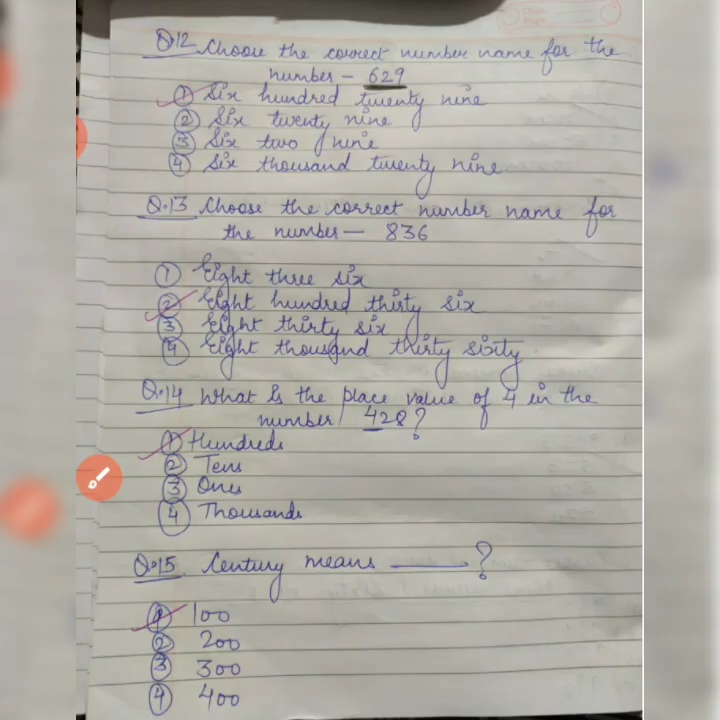 Q.12 Choose the correct number name for the
number - 629
① Six hundred twenty nine
② Six twenty nine
③ Six two nine
④ Six thousand twenty nine
Q.13 Choose the correct number name for
the number - 836
① Eight three six
② Eight hundred thirty six
③ Eight thirty six
④ Eight thousand thirty sixty
Q.14 What is the place value of 4 in the
number 428?
① Hundreds
② Tens
③ Ones
④ Thousands
Q.15. Century means ______ ?
① 100
② 200
③ 300
④ 400